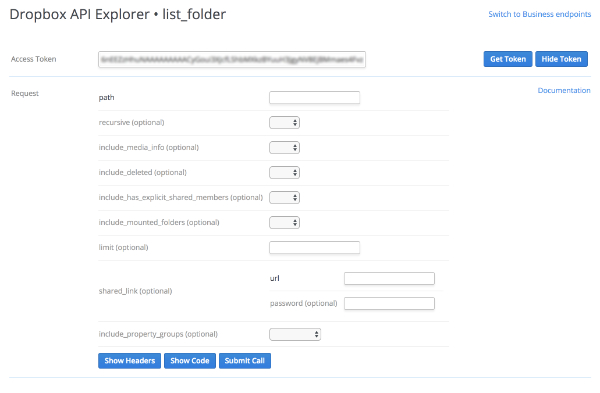 Dropbox API Explorer • list_folder
Switch to Business endpoints
Access Token
Get Token
Hide Token
Request
Documentation
path
recursive (optional)
include_media_info (optional)
include_deleted (optional)
include_has_explicit_shared_members (optional)
include_mounted_folders (optional)
limit (optional)
shared_link (optional)
url
password (optional)
include_property_groups (optional)
Show Headers
Show Code
Submit Call